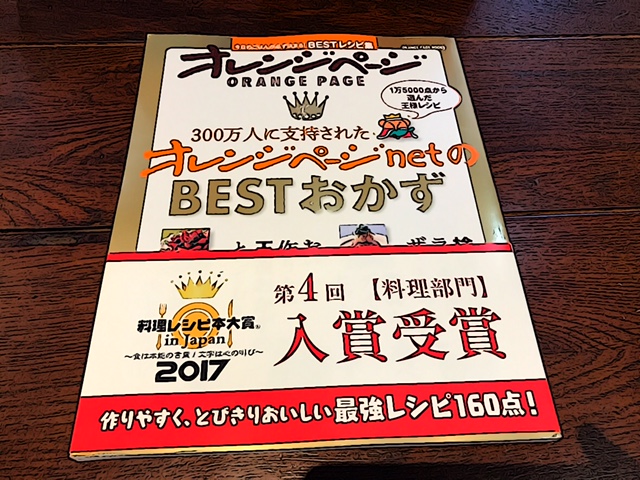 BESTレシピ集
ORANGE PAGE BOOKS
オレンジページ
ORANGE PAGE
1万5000点から
選んだ
王様レシピ
300万人に支持された
オレンジページnetの
BESTおかず
第4回 【料理部門】
入賞受賞
料理レシピ本大賞
in Japan
2017
作りやすく、とびきりおいしい最強レシピ160点!